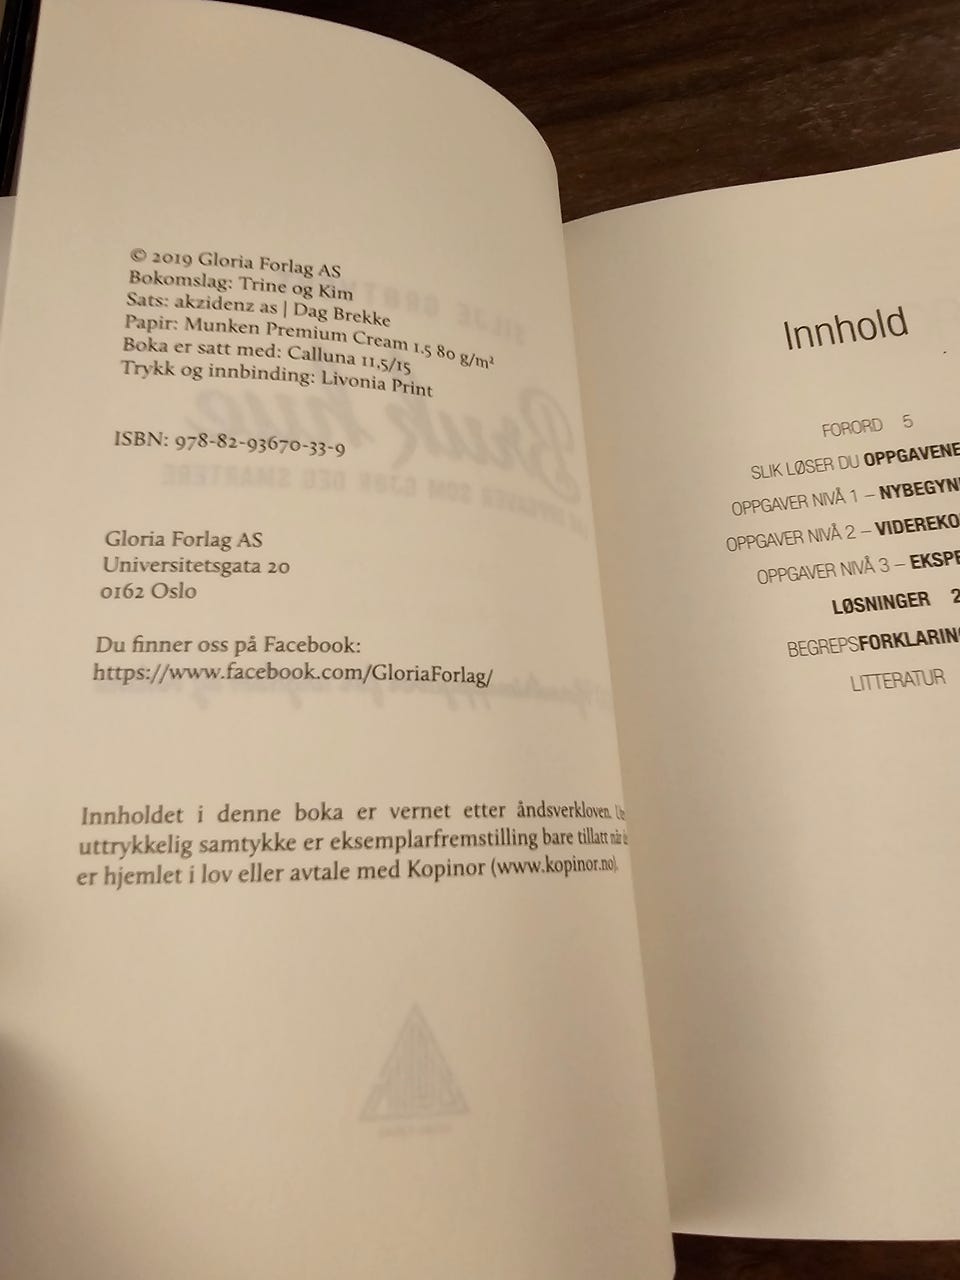 © 2019 Gloria Forlag AS
Bokomslag: Trine og Kim
Sats: akzidenz as | Dag Brekke
Papir: Munken Premium Cream 1.5 80 g/m²
Boka er satt med: Calluna 11,5/15
Trykk og innbinding: Livonia Print
ISBN: 978-82-93670-33-9
Gloria Forlag AS
Universitetsgata 20
0162 Oslo
Du finner oss på Facebook:
https://www.facebook.com/GloriaForlag/
Innholdet i denne boka er vernet etter åndsverkloven.
uttrykkelig samtykke er eksemplarfremstilling bare tillatt når
er hjemlet i lov eller avtale med Kopinor (www.kopinor.no).
Innhold
FORORD 5
SLIK LØSER DU OPPGAVENE
OPPGAVER NIVÅ 1 –
OPPGAVER NIVÅ 2 –
OPPGAVER NIVÅ 3 –
LØSNINGER
LITTERATUR